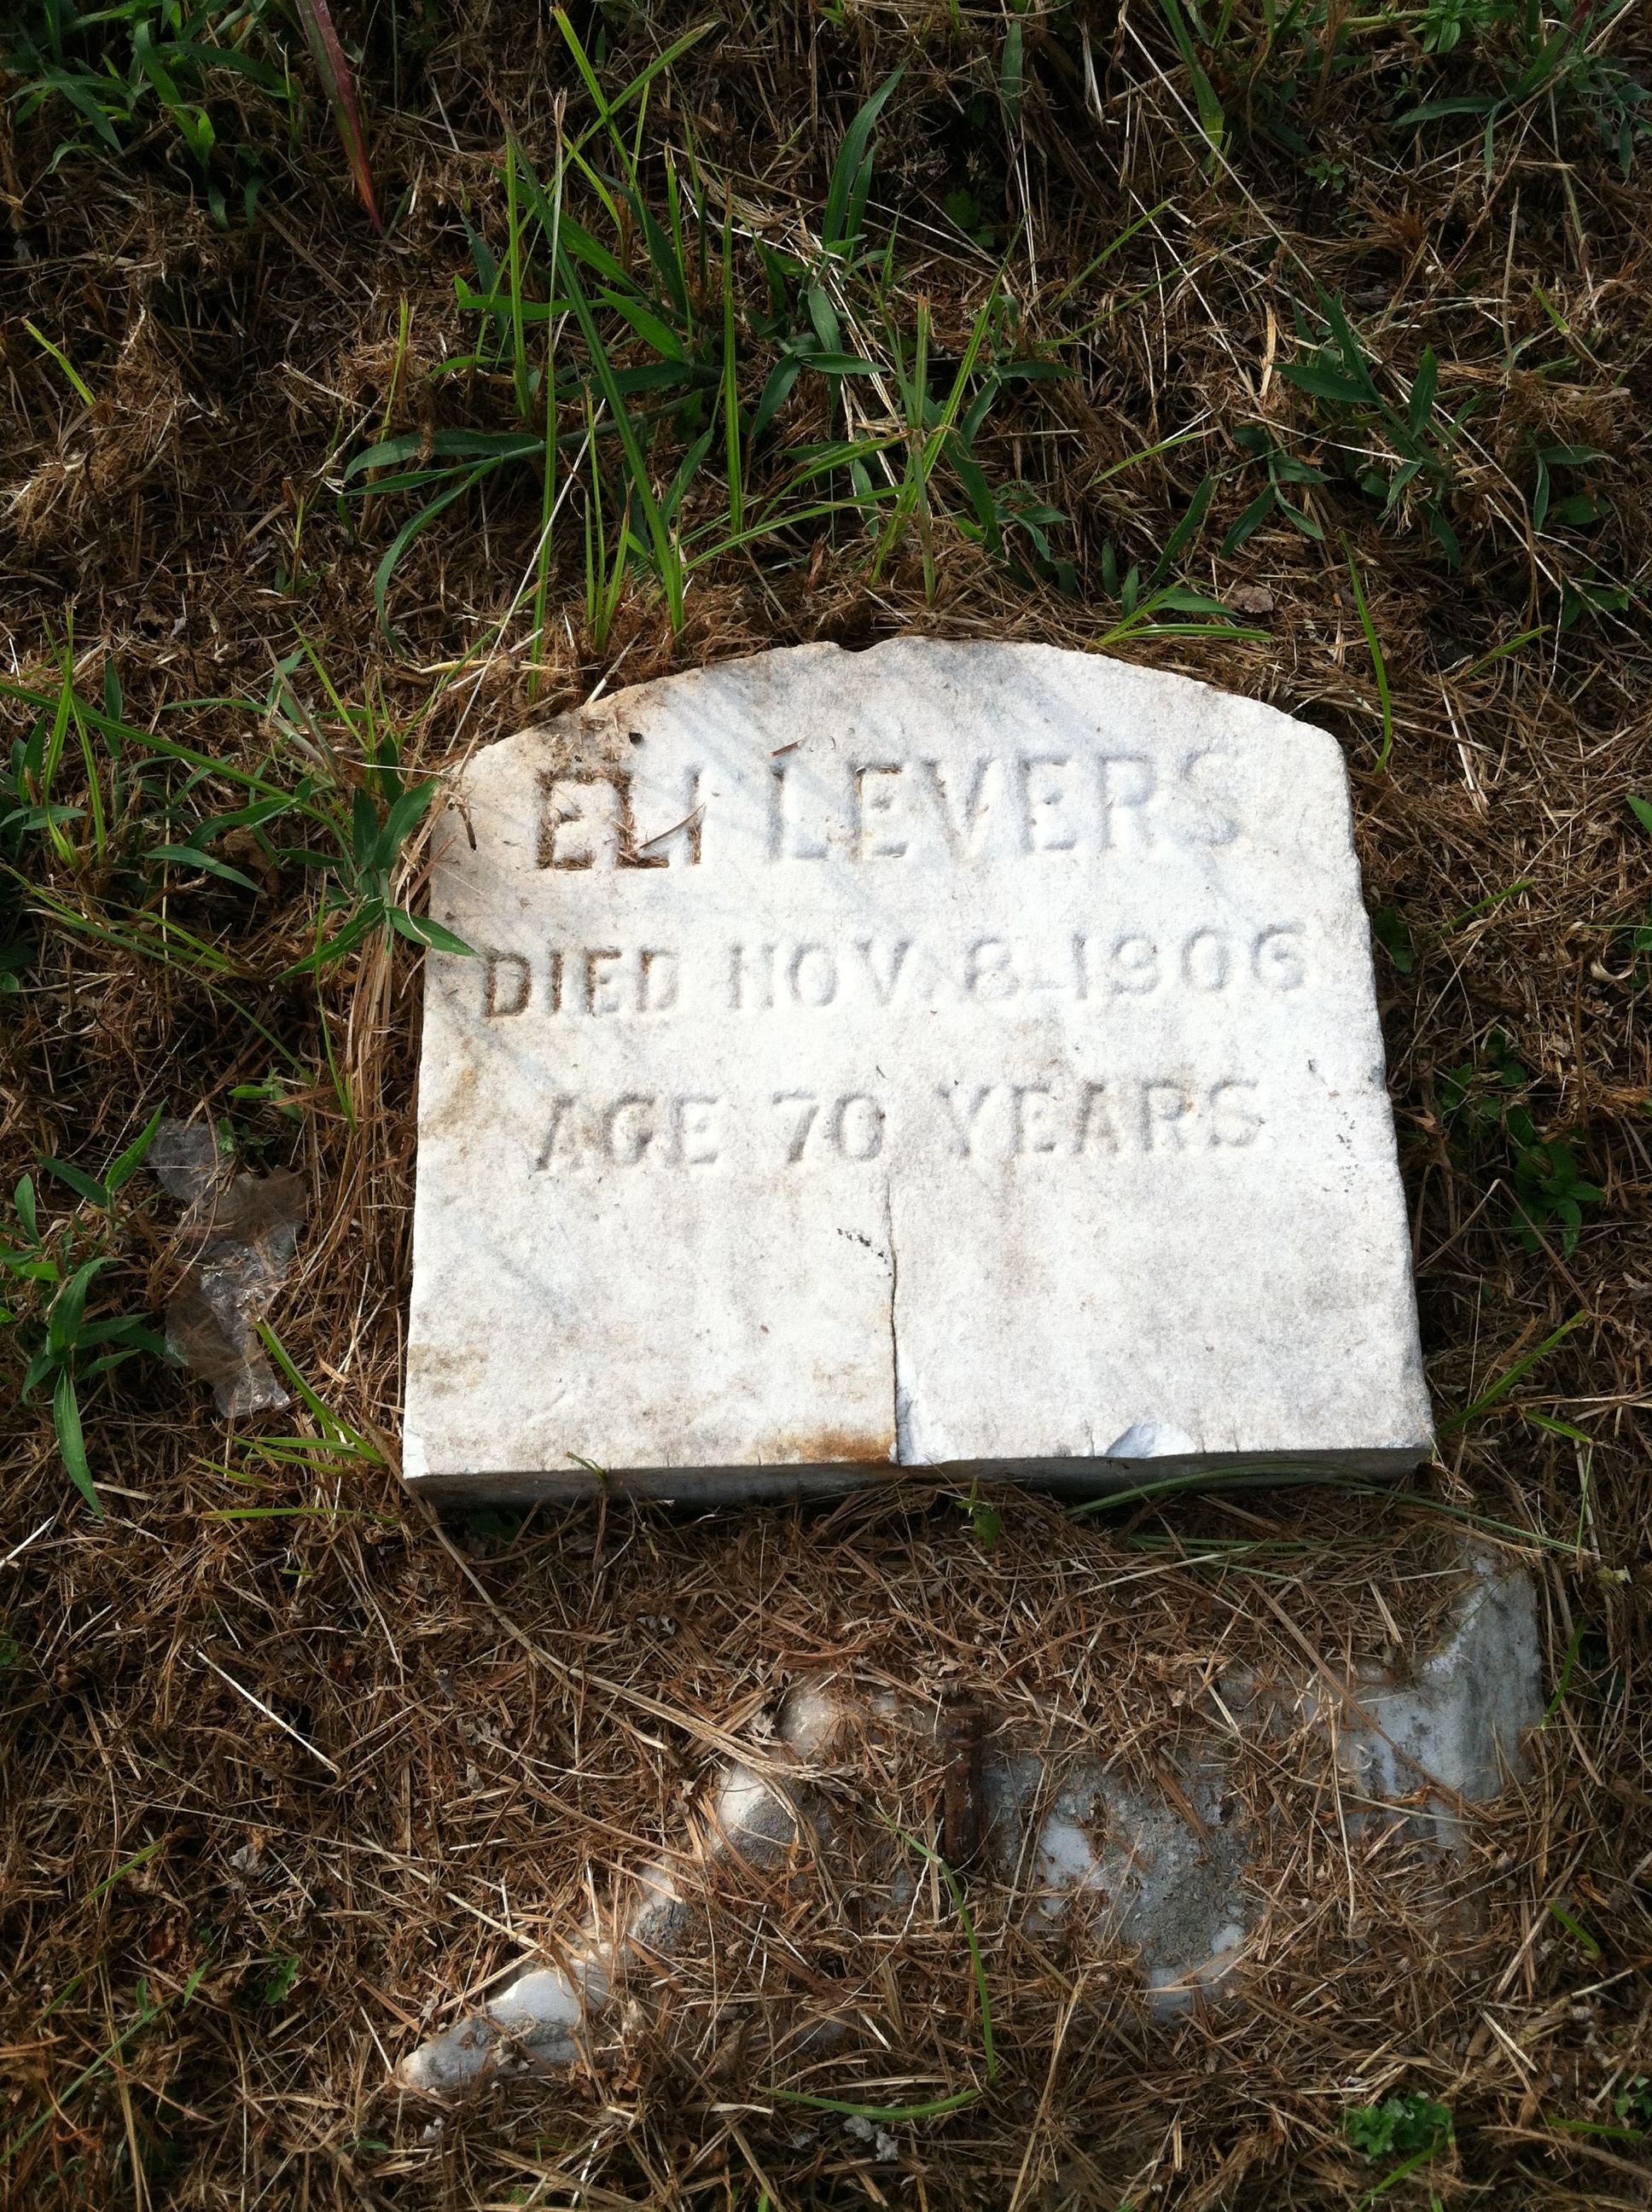 ELI LEVERS
DIED NOV. 8-1906
AGE 70 YEARS